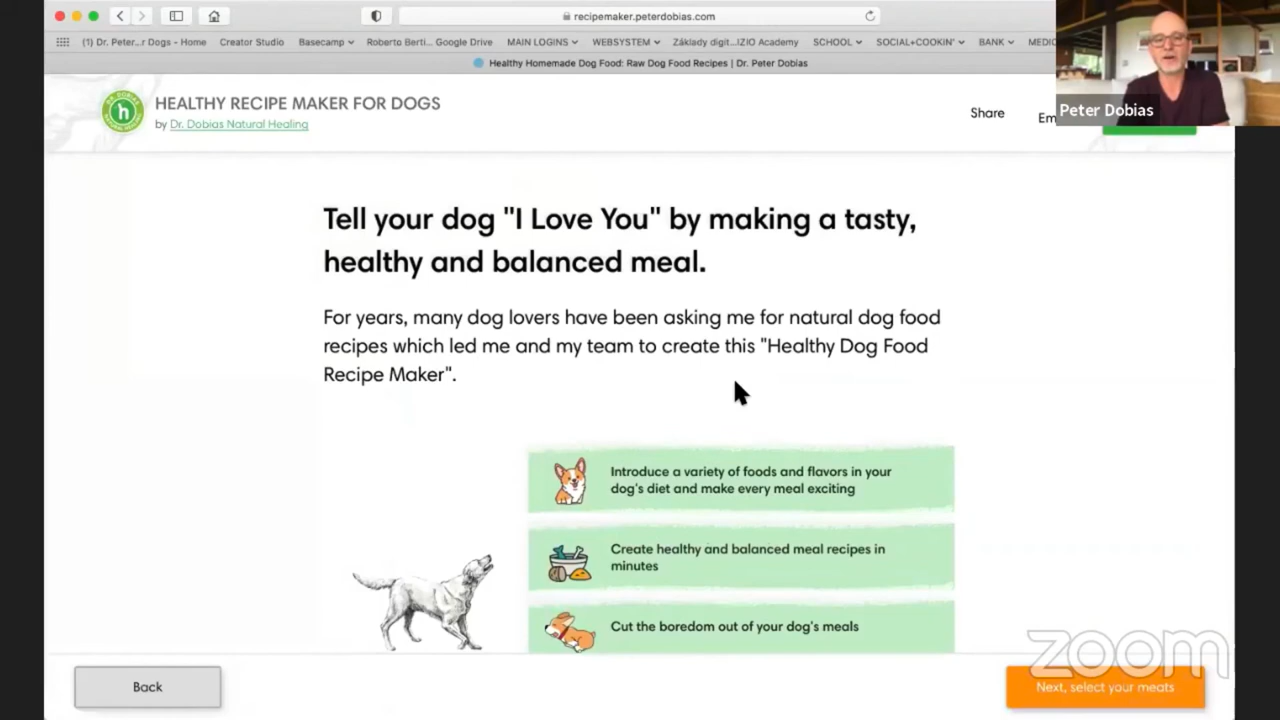 recipemaker.peterdobias.com
(1) Dr. Peter...r Dogs - Home
Creator Studio
Basecamp
Roberto Berti... Google Drive
MAIN LOGINS
WEBSYSTEM
Základy digit...IZIO Academy
SCHOOL
SOCIAL+COOKIN'
BANK
Healthy Homemade Dog Food: Raw Dog Food Recipes | Dr. Peter Dobias
Peter Dobias
HEALTHY RECIPE MAKER FOR DOGS
by Dr. Dobias Natural Healing
h
Share
Tell your dog "I Love You" by making a tasty,
healthy and balanced meal.
For years, many dog lovers have been asking me for natural dog food
recipes which led me and my team to create this "Healthy Dog Food
Recipe Maker".
Introduce a variety of foods and flavors in your
dog's diet and make every meal exciting
Create healthy and balanced meal recipes in
minutes
Cut the boredom out of your dog's meals
zoom
Back
Next, select your meats